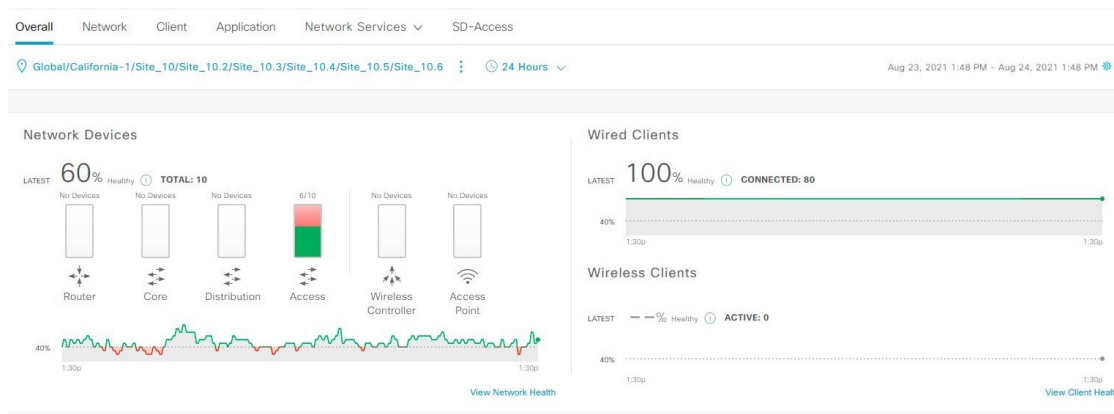 Overall Network Client Application Network Services SD-Access
Global/California-1/Site_10/Site_10.2/Site_10.3/Site_10.4/Site_10.5/Site_10.6 24 Hours Aug 23, 2021 1:48 PM - Aug 24, 2021 1:48 PM
Network Devices
LATEST 60% Healthy TOTAL: 10
No Devices No Devices No Devices 6/10 No Devices No Devices
Router Core Distribution Access Wireless Controller Access Point
40%
1:30p 1:30p
View Network Health
Wired Clients
LATEST 100% Healthy CONNECTED: 80
40%
1:30p 1:30p
Wireless Clients
LATEST --% Healthy ACTIVE: 0
40%
1:30p 1:30p
View Client Healt